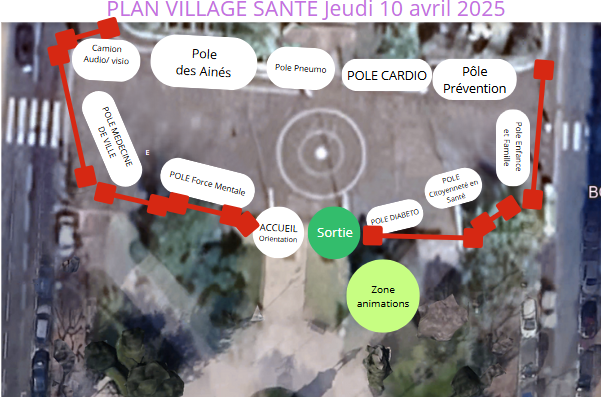 PLAN VILLAGE SANTE Jeudi 10 avril 2025
Camion
Audio/ visio
Pole
des Ainés
Pole Pneumo
POLE CARDIO
Pôle
Prévention
POLE MEDECINE
DE VILLE
E
POLE Force Mentale
Pole Enfance
et Famille
POLE
Citoyenneté en
Santé
POLE DIABETO
ACCUEIL
Orientation
Sortie
Zone
animations
BO